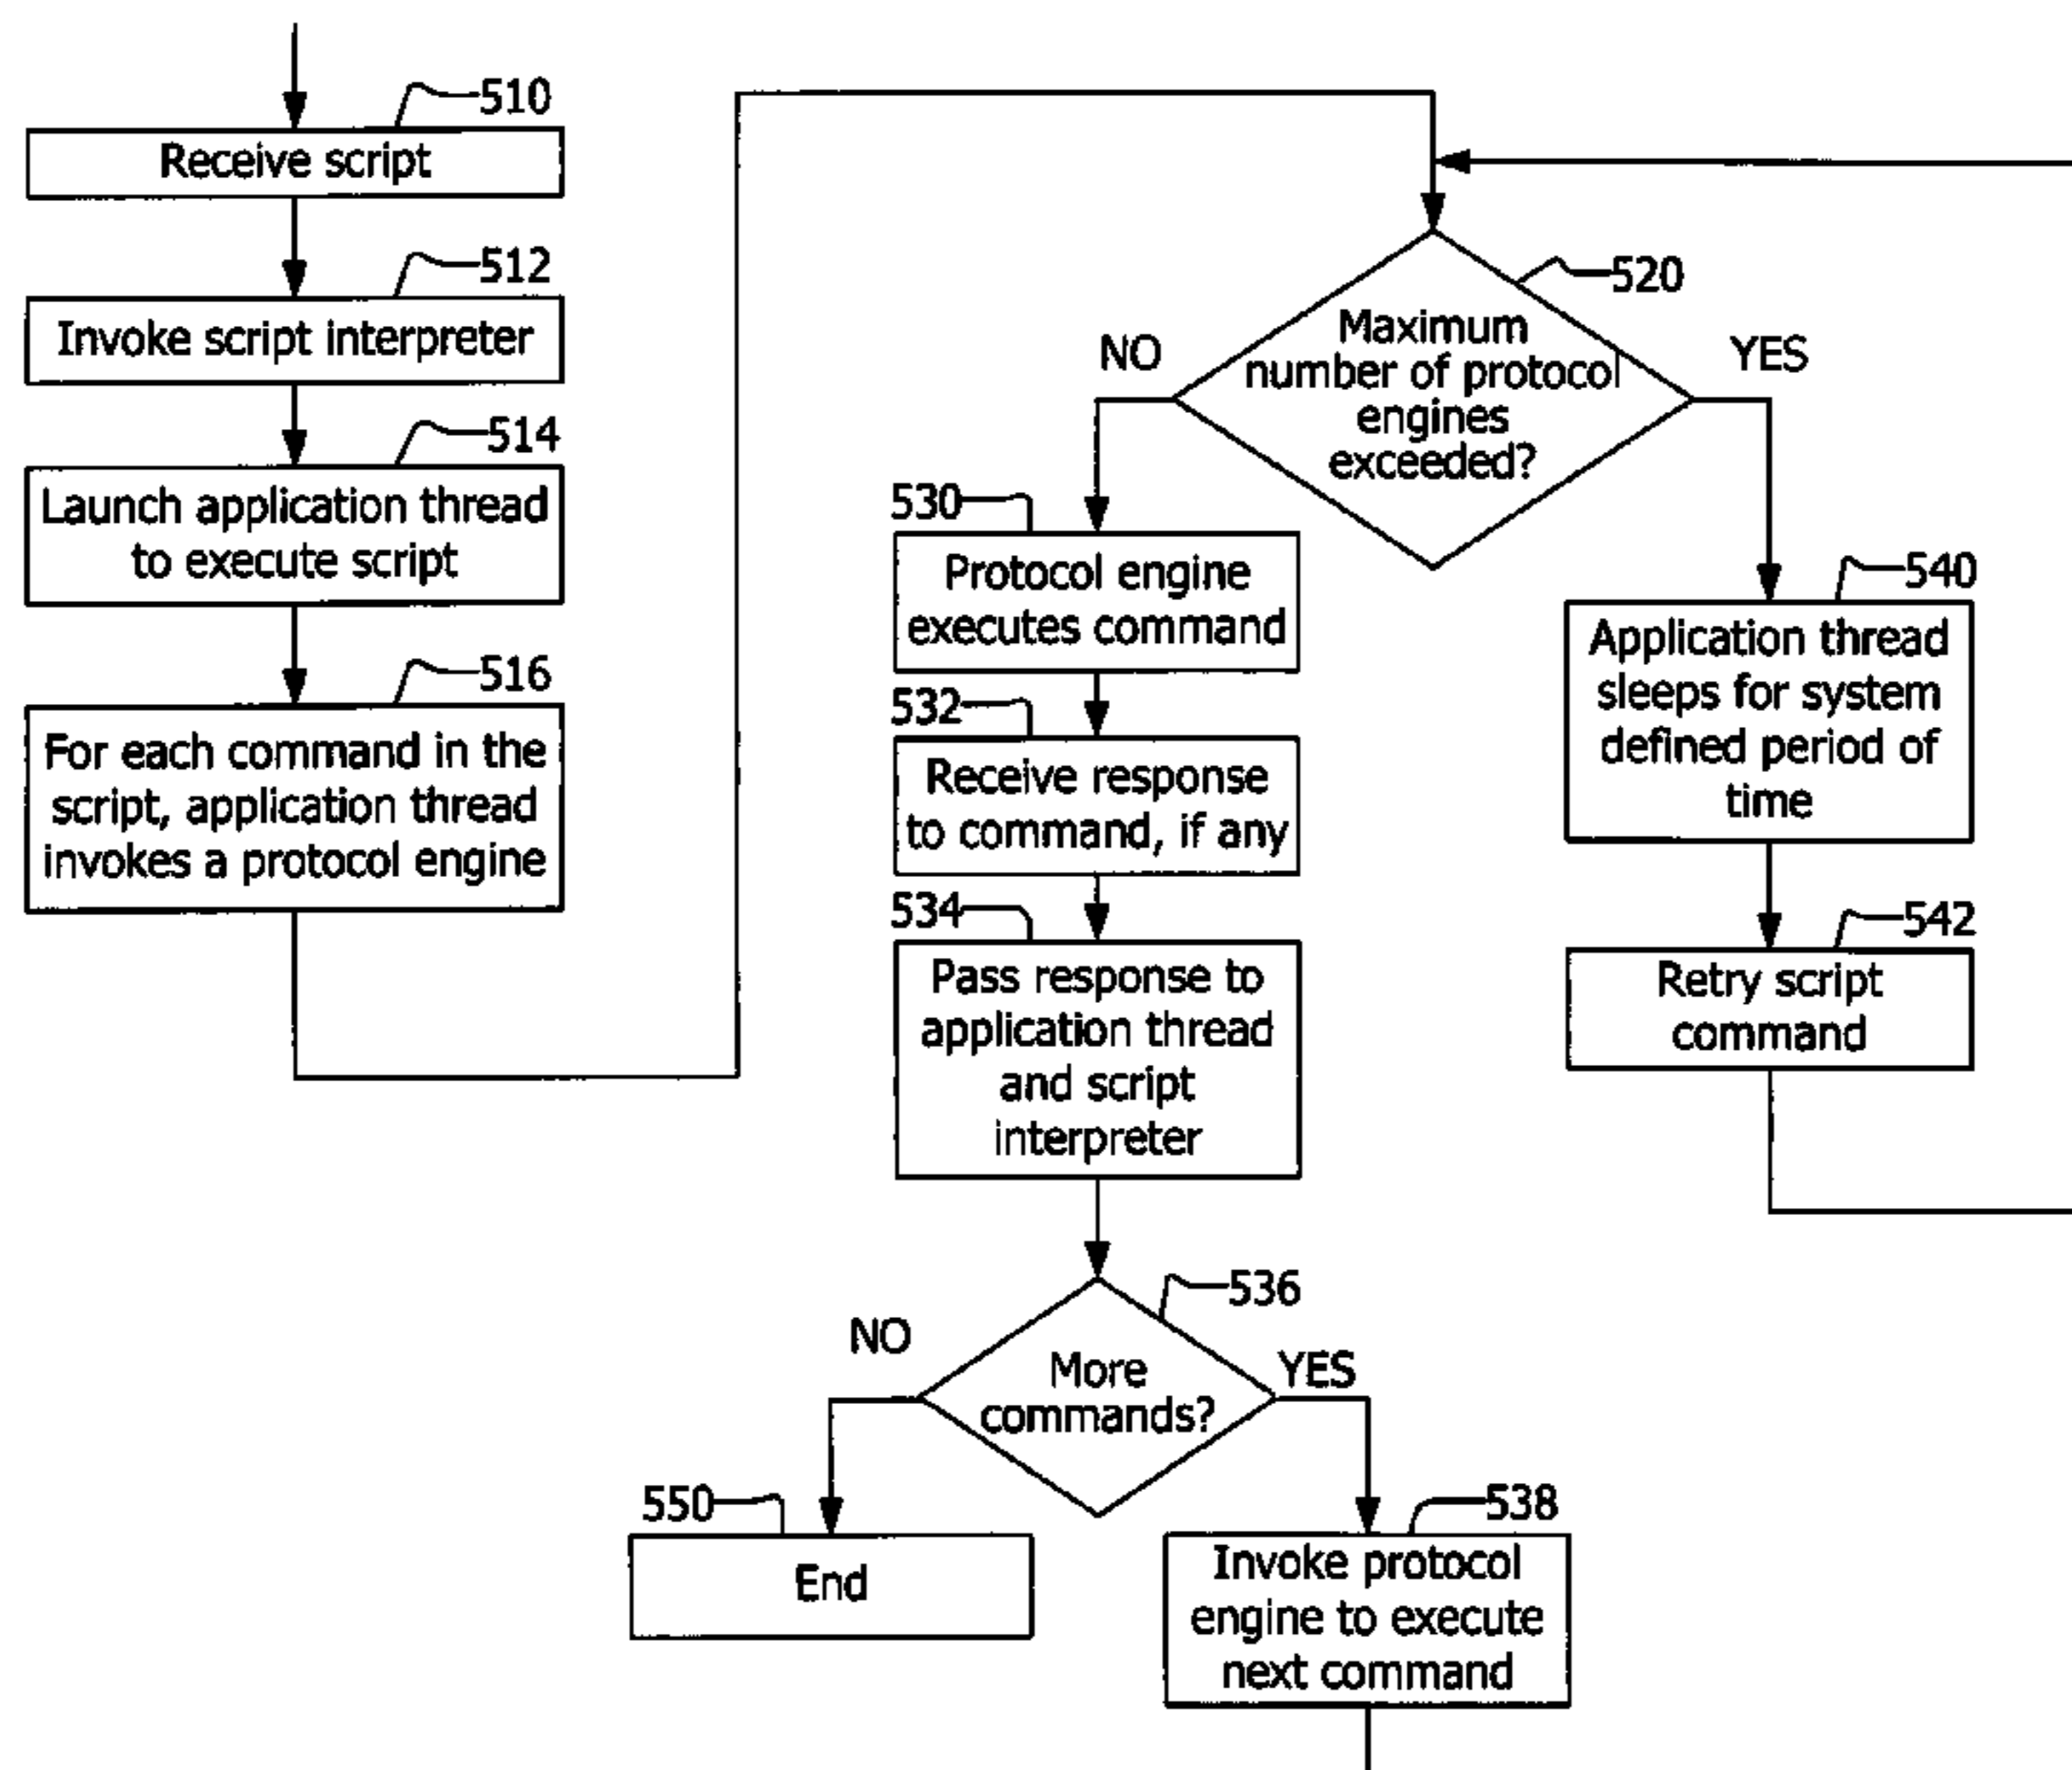 510
Receive script
512
Invoke script interpreter
514
Launch application thread
to execute script
516
For each command in the
script, application thread
invokes a protocol engine
520
Maximum
number of protocol
engines
exceeded?
NO
YES
530
Protocol engine
executes command
532
Receive response
to command, if any
534
Pass response to
application thread
and script
interpreter
540
Application thread
sleeps for system
defined period of
time
542
Retry script
command
536
More
commands?
NO
YES
550
End
538
Invoke protocol
engine to execute
next command